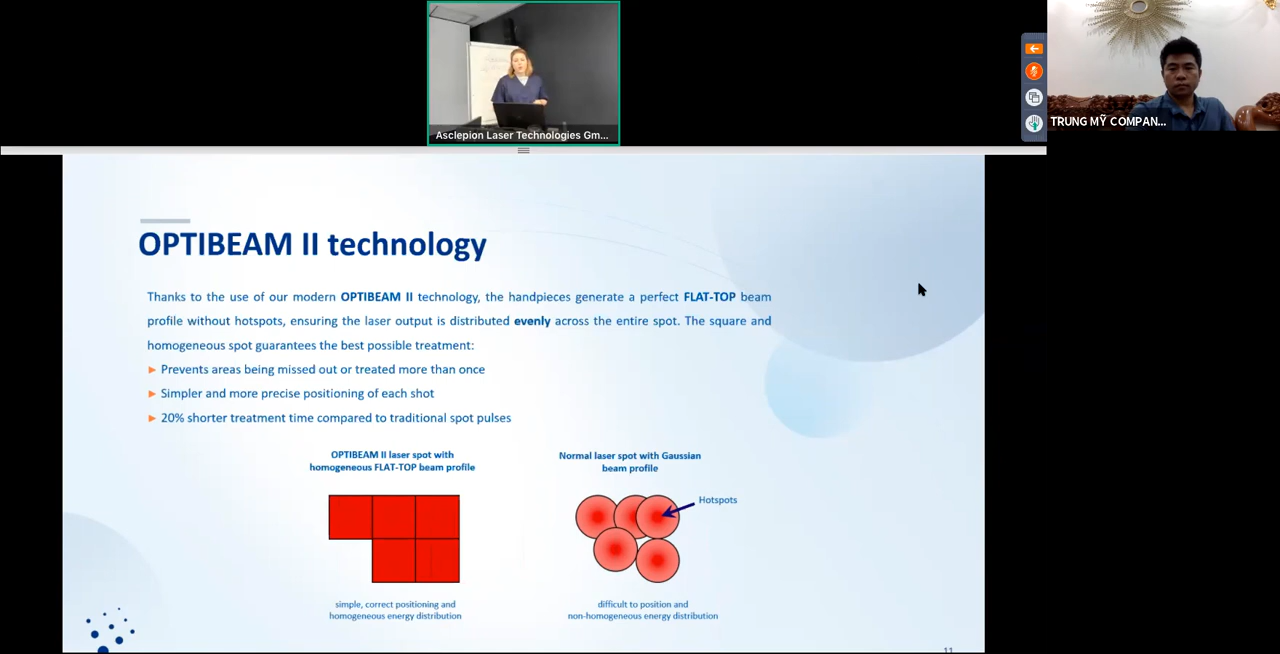 Asclepion Laser Technologies Gm...
TRUNG MỸ COMPAN...
OPTIBEAM II technology
Thanks to the use of our modern OPTIBEAM II technology, the handpieces generate a perfect FLAT-TOP beam
profile without hotspots, ensuring the laser output is distributed evenly across the entire spot. The square and
homogeneous spot guarantees the best possible treatment:
► Prevents areas being missed out or treated more than once
► Simpler and more precise positioning of each shot
► 20% shorter treatment time compared to traditional spot pulses
OPTIBEAM II laser spot with
homogeneous FLAT-TOP beam profile
Normal laser spot with Gaussian
beam profile
Hotspots
simple, correct positioning and
homogeneous energy distribution
difficult to position and
non-homogeneous energy distribution
11